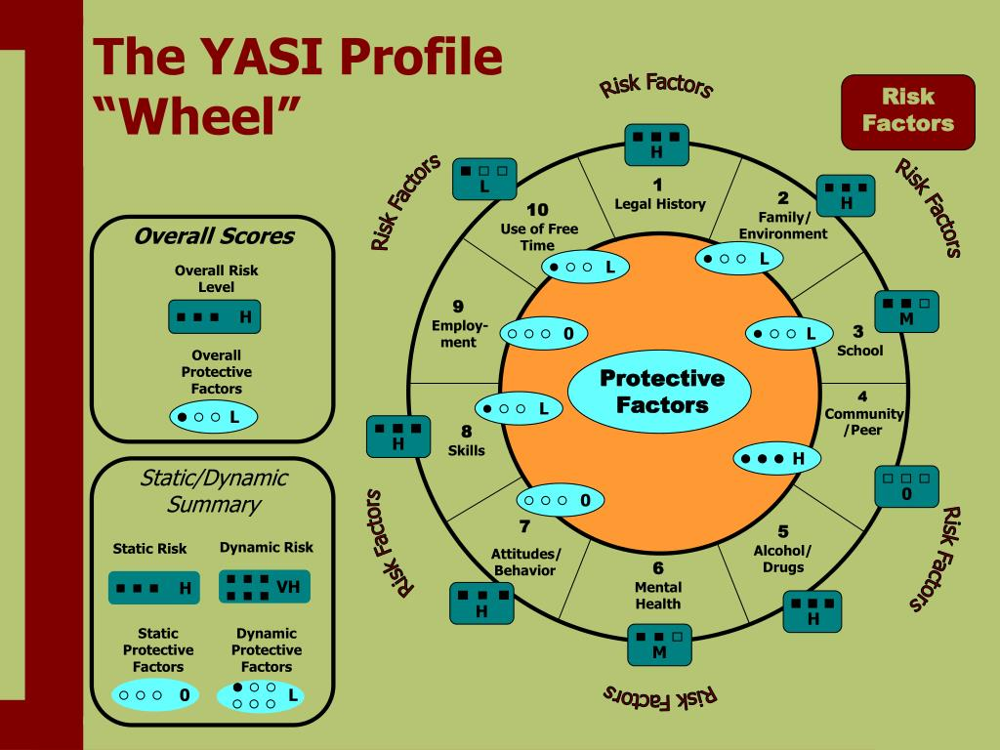 The YASI Profile
“Wheel”
Risk Factors
Risk
Factors
Overall Scores
Overall Risk
Level
H
Overall
Protective
Factors
L
Static/Dynamic
Summary
Static Risk
Dynamic Risk
H
VH
Static
Protective
Factors
Dynamic
Protective
Factors
0
L
Risk Factors
Risk Factors
Risk Factors
Risk Factors
Risk Factors
H
1
Legal History
H
2
Family/
Environment
L
M
3
School
L
4
Community
/Peer
0
H
5
Alcohol/
Drugs
H
6
Mental
Health
M
7
Attitudes/
Behavior
0
H
8
Skills
L
H
9
Employ-
ment
0
10
Use of Free
Time
L
L
Protective
Factors